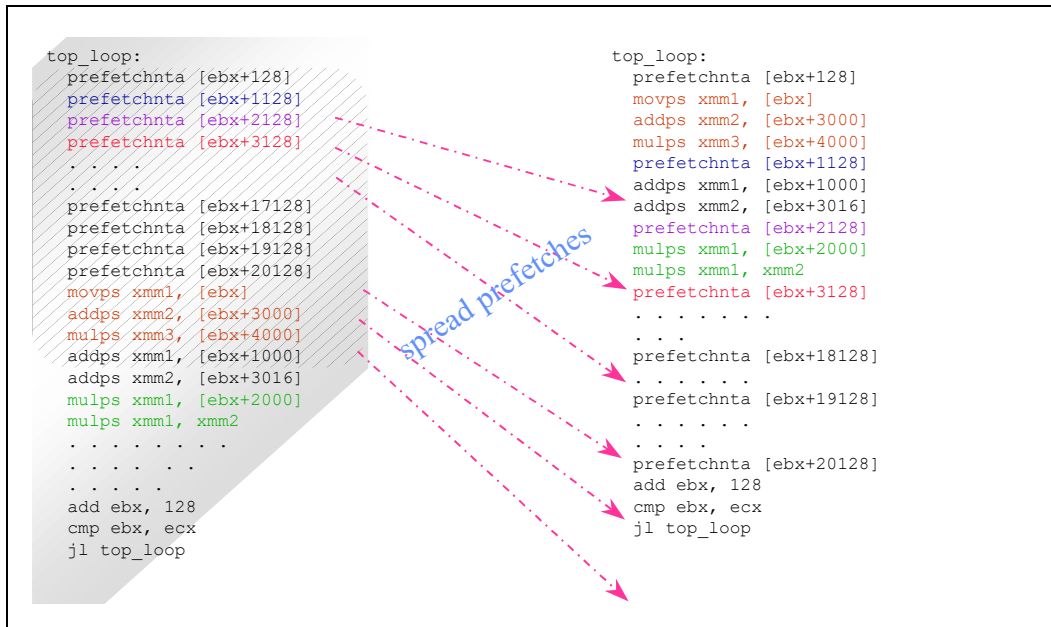 top_loop:
prefetchnta [ebx+128]
prefetchnta [ebx+1128]
prefetchnta [ebx+2128]
prefetchnta [ebx+3128]
. . . .
. . . .
prefetchnta [ebx+17128]
prefetchnta [ebx+18128]
prefetchnta [ebx+19128]
prefetchnta [ebx+20128]
movps xmm1, [ebx]
addps xmm2, [ebx+3000]
mulps xmm3, [ebx+4000]
addps xmm1, [ebx+1000]
addps xmm2, [ebx+3016]
mulps xmm1, [ebx+2000]
mulps xmm1, xmm2
. . . . . . . .
. . . . . .
. . . . .
add ebx, 128
cmp ebx, ecx
jl top_loop
spread prefetches
top_loop:
prefetchnta [ebx+128]
movps xmm1, [ebx]
addps xmm2, [ebx+3000]
mulps xmm3, [ebx+4000]
prefetchnta [ebx+1128]
addps xmm1, [ebx+1000]
addps xmm2, [ebx+3016]
prefetchnta [ebx+2128]
mulps xmm1, [ebx+2000]
mulps xmm1, xmm2
prefetchnta [ebx+3128]
. . . . . . .
. . .
prefetchnta [ebx+18128]
. . . . . .
prefetchnta [ebx+19128]
. . . . . .
. . . .
prefetchnta [ebx+20128]
add ebx, 128
cmp ebx, ecx
jl top_loop